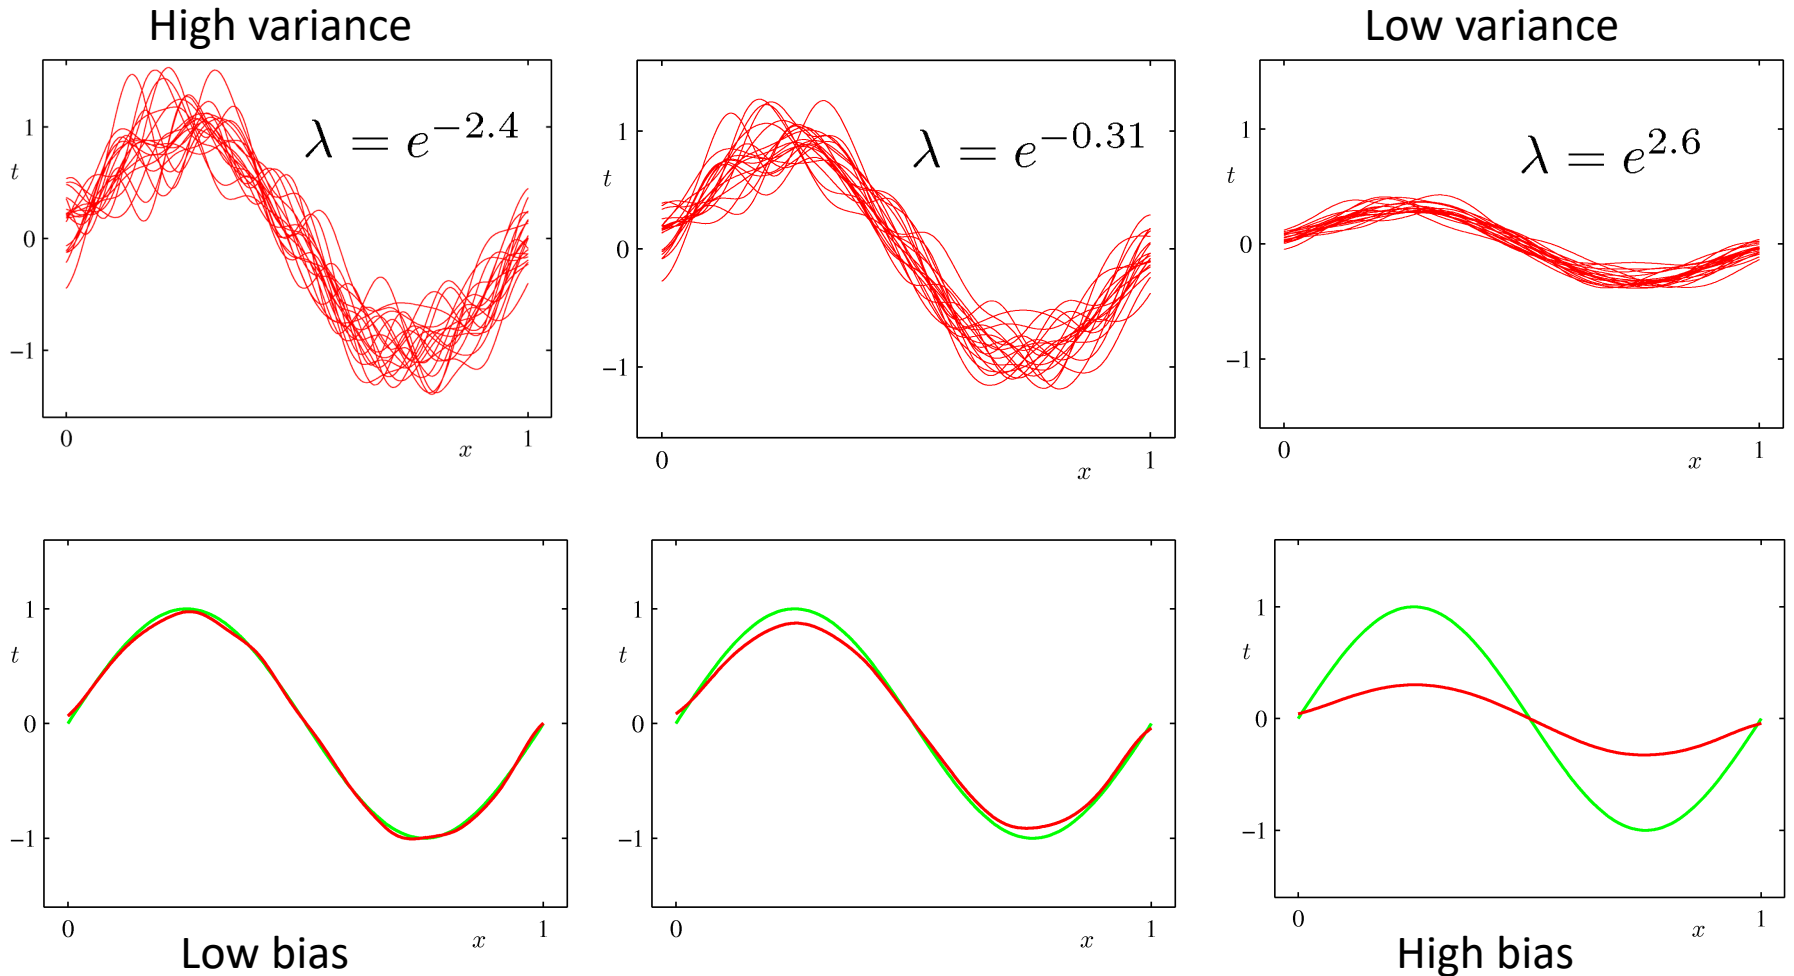 High variance
Low variance
λ = e^{-2.4}
1
t
0
−1
0
1
x
λ = e^{-0.31}
1
t
0
−1
0
1
x
λ = e^{2.6}
1
t
0
−1
0
1
x
1
t
0
−1
0
1
x
1
t
0
−1
0
1
x
1
t
0
−1
0
1
x
Low bias
High bias